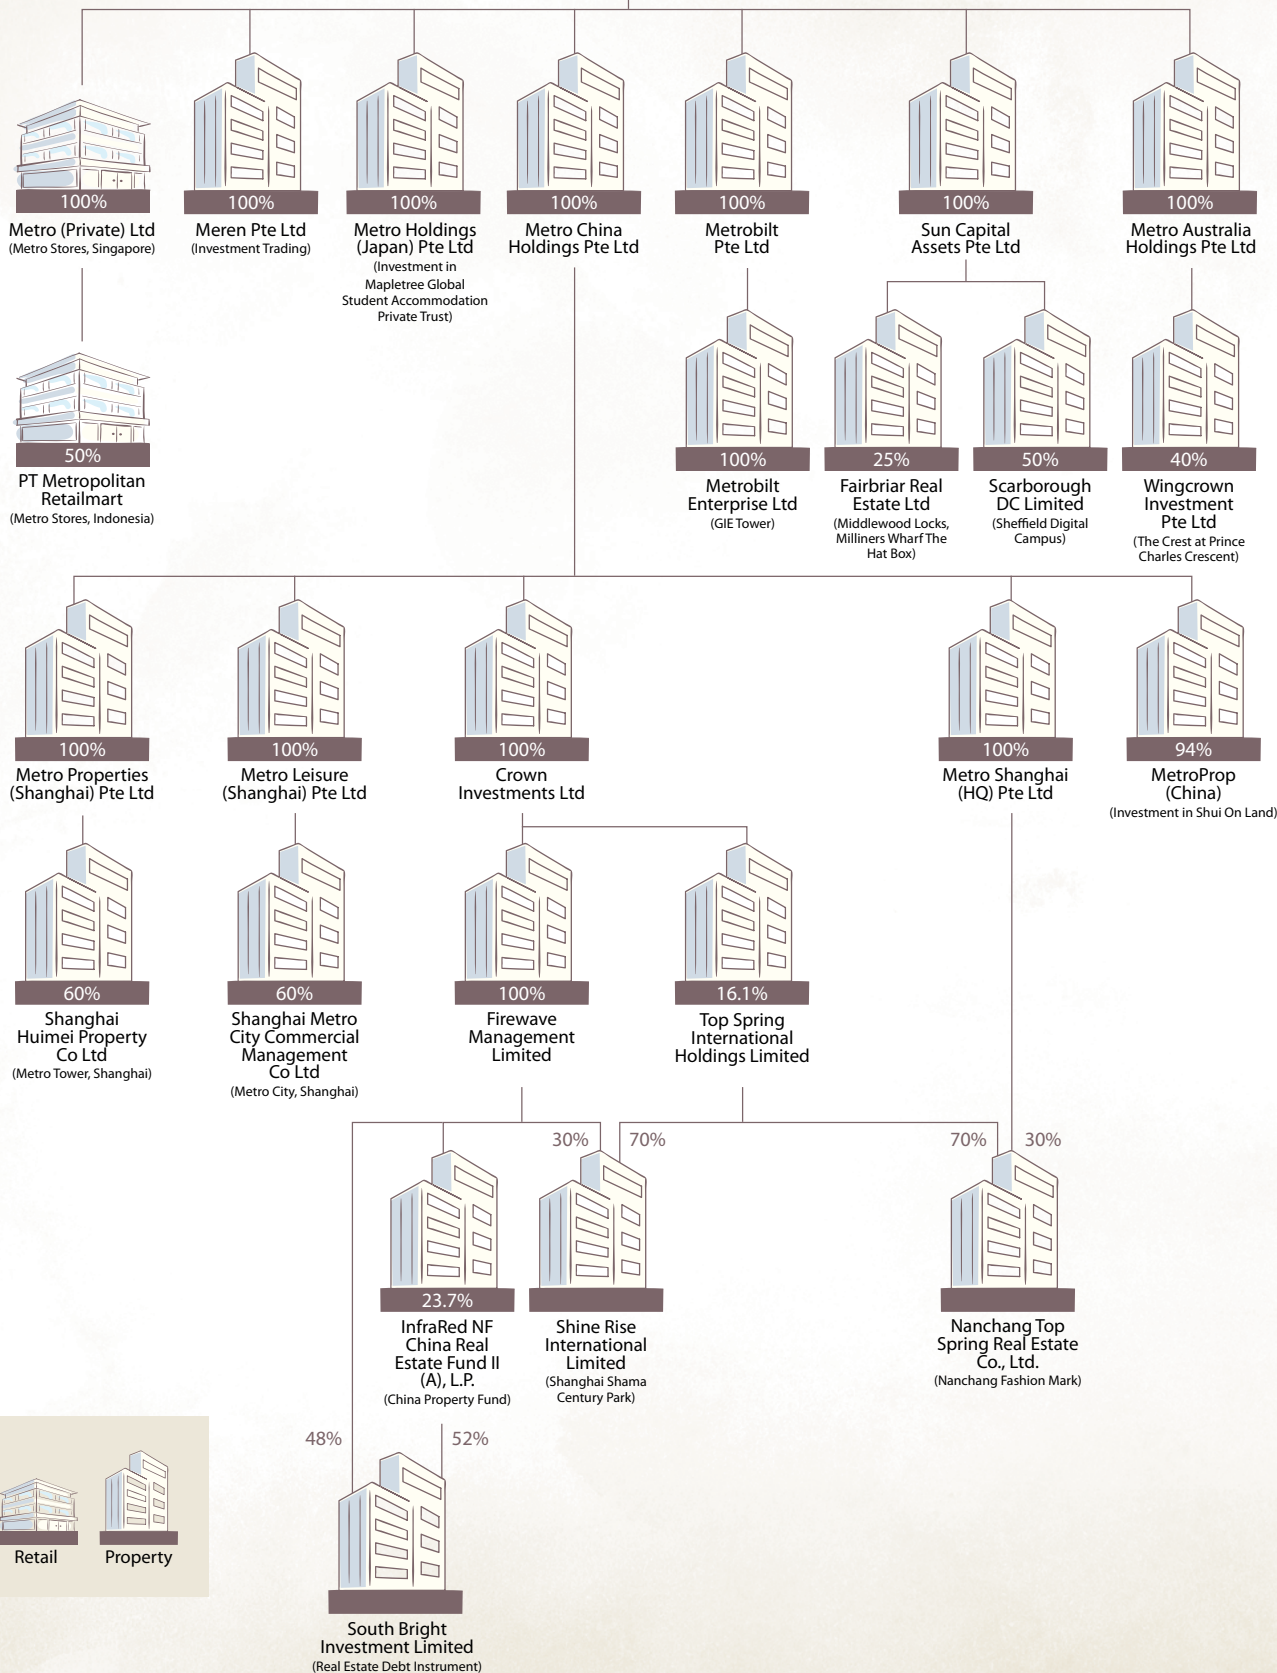 100%
Metro (Private) Ltd
(Metro Stores, Singapore)
100%
Meren Pte Ltd
(Investment Trading)
100%
Metro Holdings
(Japan) Pte Ltd
(Investment in
Mapletree Global
Student Accommodation
Private Trust)
100%
Metro China
Holdings Pte Ltd
100%
Metrobilt
Pte Ltd
100%
Sun Capital
Assets Pte Ltd
100%
Metro Australia
Holdings Pte Ltd
50%
PT Metropolitan
Retailmart
(Metro Stores, Indonesia)
100%
Metrobilt
Enterprise Ltd
(GIE Tower)
25%
Fairbriar Real
Estate Ltd
(Middlewood Locks,
Milliners Wharf The
Hat Box)
50%
Scarborough
DC Limited
(Sheffield Digital
Campus)
40%
Wingcrown
Investment
Pte Ltd
(The Crest at Prince
Charles Crescent)
100%
Metro Properties
(Shanghai) Pte Ltd
100%
Metro Leisure
(Shanghai) Pte Ltd
100%
Crown
Investments Ltd
100%
Metro Shanghai
(HQ) Pte Ltd
94%
MetroProp
(China)
(Investment in Shui On Land)
60%
Shanghai
Huimei Property
Co Ltd
(Metro Tower, Shanghai)
60%
Shanghai Metro
City Commercial
Management
Co Ltd
(Metro City, Shanghai)
100%
Firewave
Management
Limited
16.1%
Top Spring
International
Holdings Limited
30%
70%
70%
30%
23.7%
InfraRed NF
China Real
Estate Fund II
(A), L.P.
(China Property Fund)
Shine Rise
International
Limited
(Shanghai Shama
Century Park)
Nanchang Top
Spring Real Estate
Co., Ltd.
(Nanchang Fashion Mark)
48%
52%
South Bright
Investment Limited
(Real Estate Debt Instrument)
Retail
Property